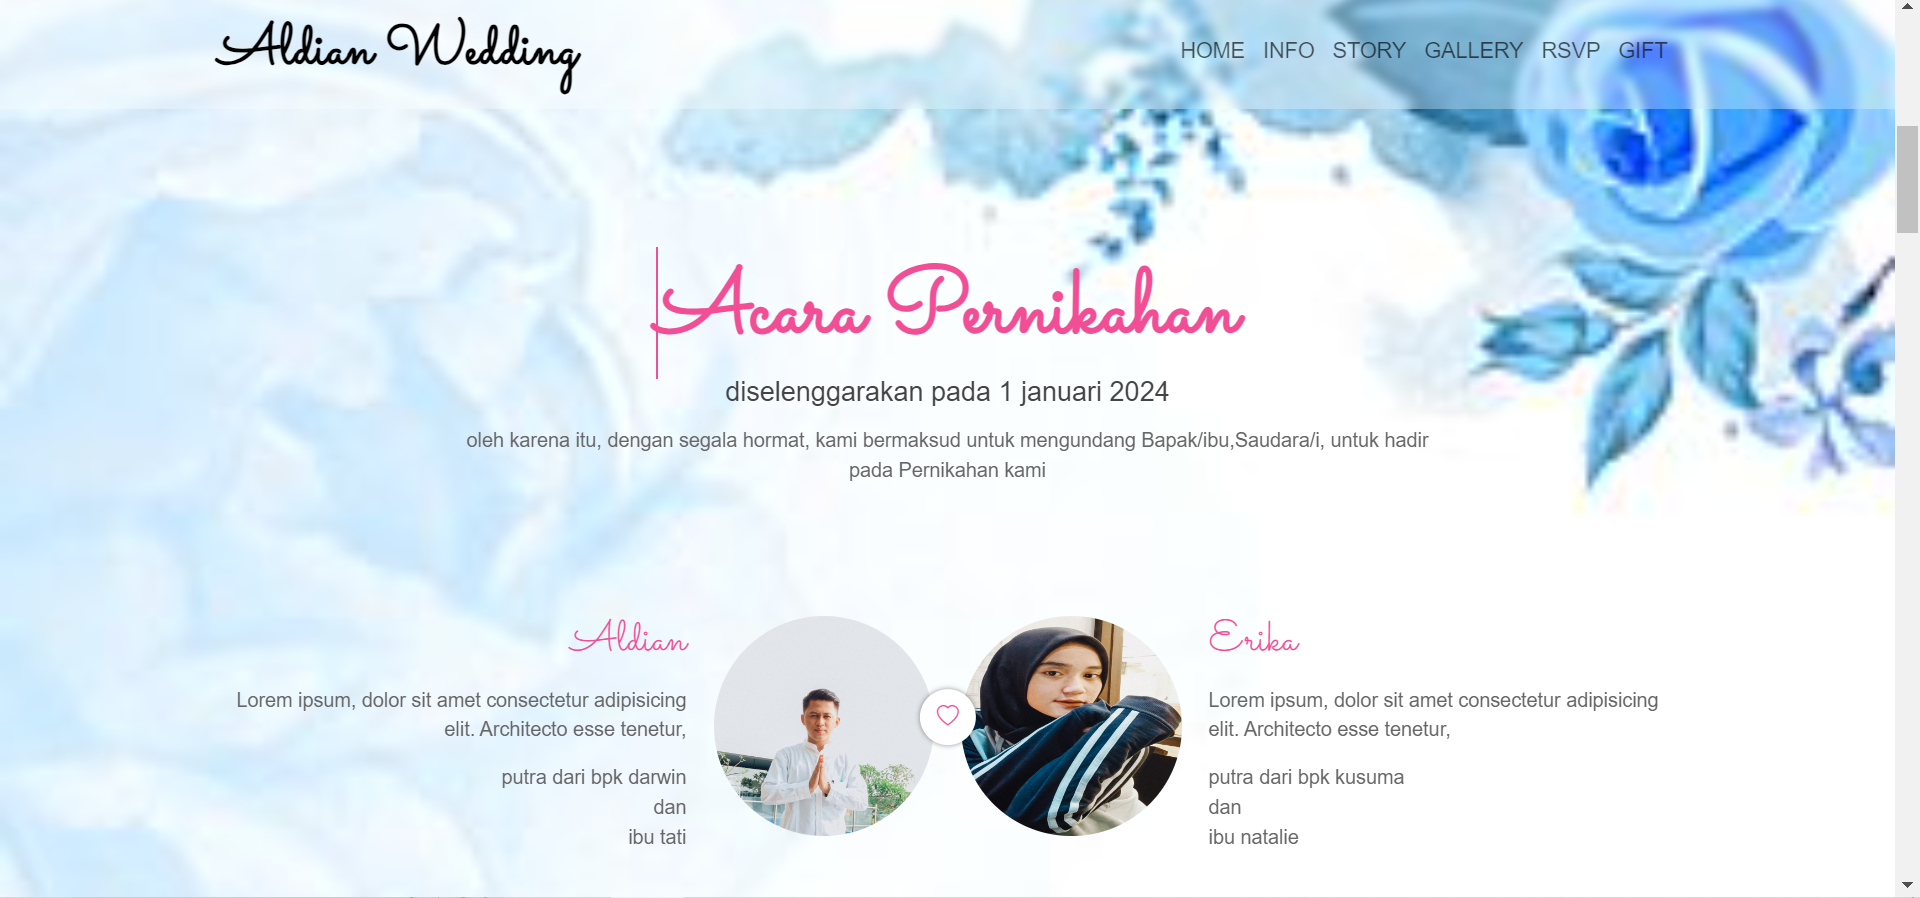 Aldian Wedding
HOME INFO STORY GALLERY RSVP GIFT
Acara Pernikahan
diselenggarakan pada 1 januari 2024
oleh karena itu, dengan segala hormat, kami bermaksud untuk mengundang Bapak/ibu,Saudara/i, untuk hadir
pada Pernikahan kami
Aldian
Lorem ipsum, dolor sit amet consectetur adipisicing
elit. Architecto esse tenetur,
putra dari bpk darwin
dan
ibu tati
Erika
Lorem ipsum, dolor sit amet consectetur adipisicing
elit. Architecto esse tenetur,
putra dari bpk kusuma
dan
ibu natalie